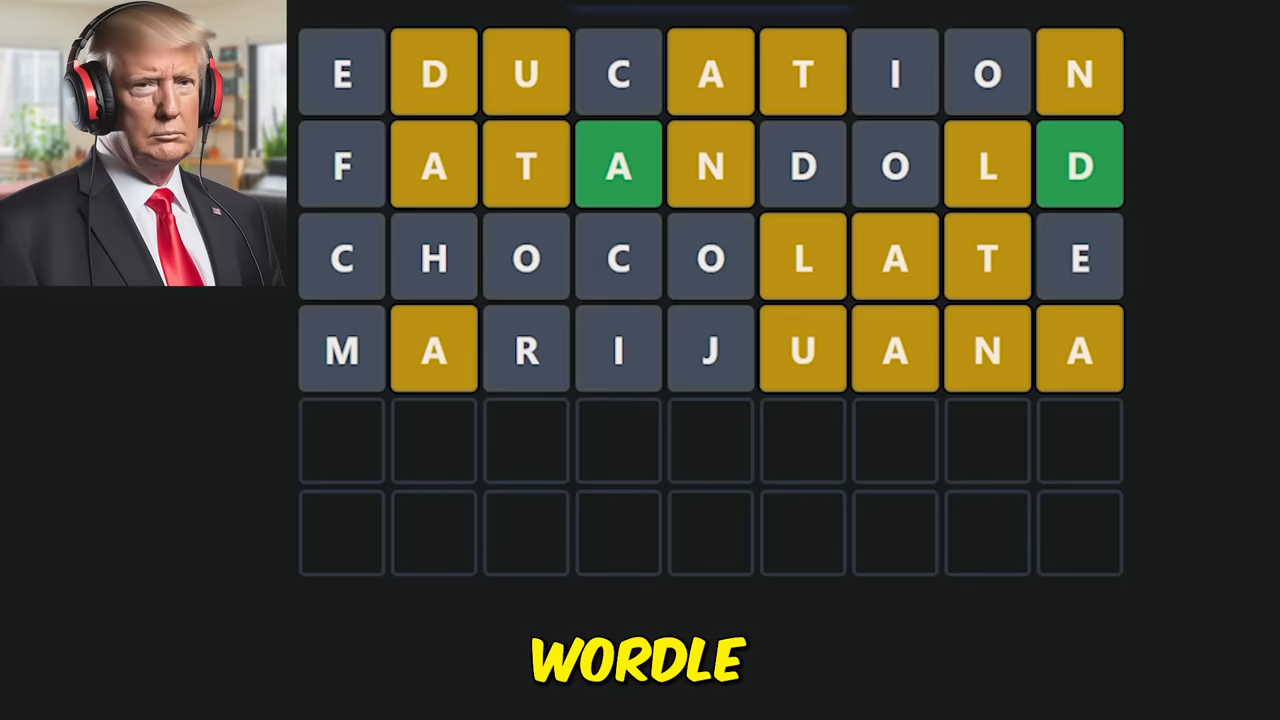 EDUCATION
FATANDOLD
CHOCOLATE
MARIJUANA
WORDLE